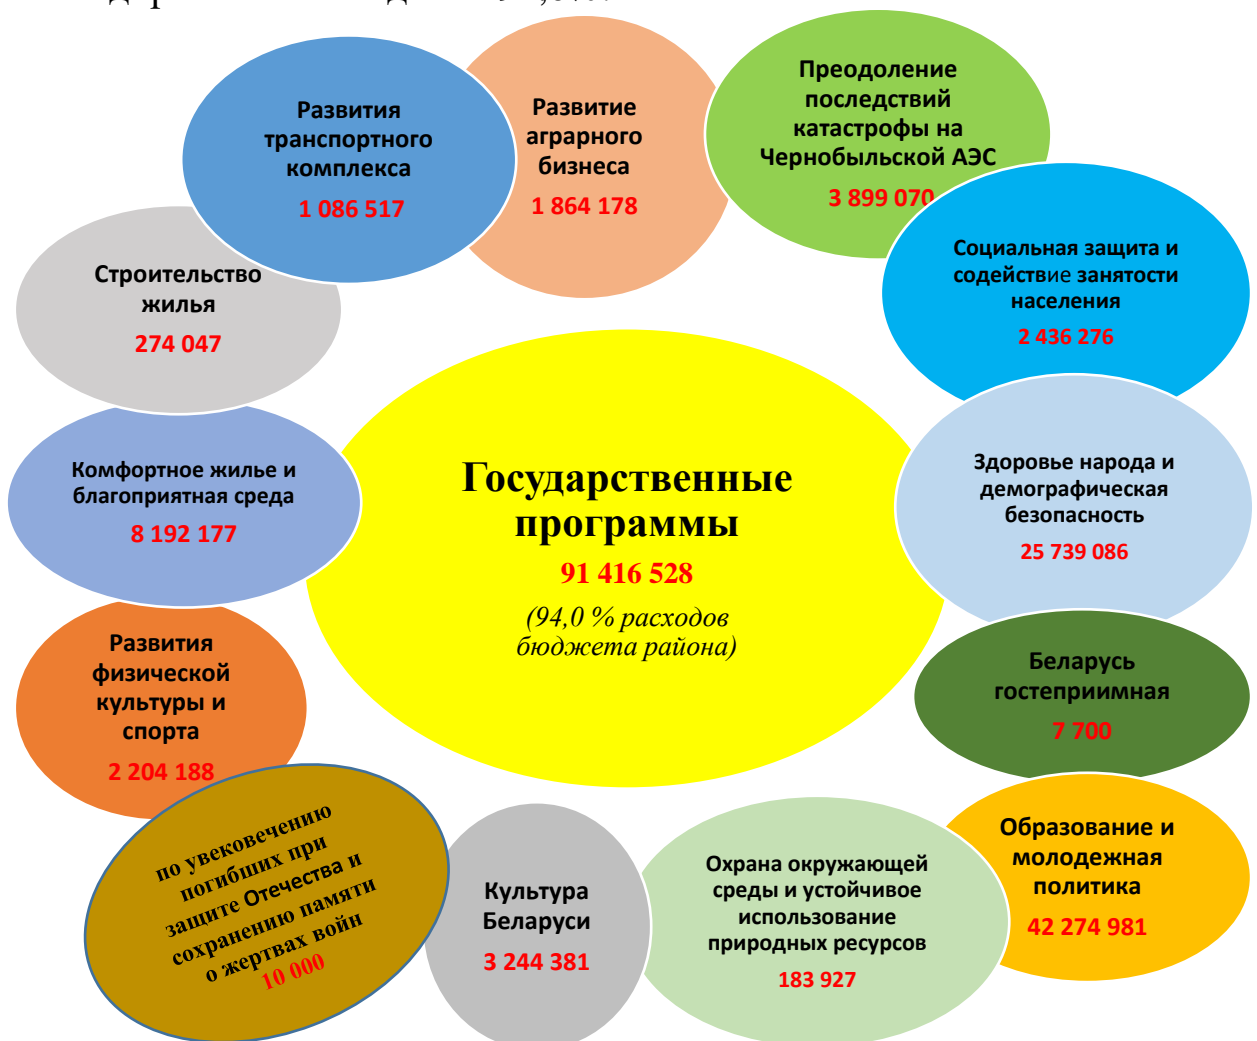 Развития
транспортного
комплекса
1 086 517
Развитие
аграрного
бизнеса
1 864 178
Преодоление
последствий
катастрофы на
Чернобыльской АЭС
3 899 070
Социальная защита и
содействие занятости
населения
2 436 276
Строительство
жилья
274 047
Комфортное жилье и
благоприятная среда
8 192 177
Государственные
программы
91 416 528
(94,0 % расходов
бюджета района)
Здоровье народа и
демографическая
безопасность
25 739 086
Развития
физической
культуры и
спорта
2 204 188
Беларусь
гостеприимная
7 700
по увековечению
погибших при
защите Отечества и
сохранению памяти
о жертвах войн
10 000
Культура
Беларуси
3 244 381
Охрана окружающей
среды и устойчивое
использование
природных ресурсов
183 927
Образование и
молодежная
политика
42 274 981